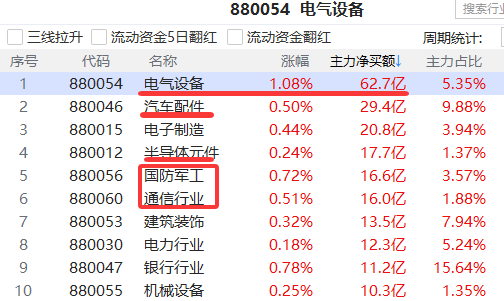 880054 电气设备
搜索行业
三线拉升 流动资金5日翻红 流动资金翻红 周期统计:
序号 代码 名称 涨幅 主力净买额↓ 主力占比
1 880054 电气设备 1.08% 62.7亿 5.35%
2 880046 汽车配件 0.50% 29.4亿 9.88%
3 880015 电子制造 0.44% 20.8亿 3.94%
4 880012 半导体元件 0.24% 17.7亿 1.37%
5 880056 国防军工 0.72% 16.6亿 3.57%
6 880060 通信行业 0.51% 16.0亿 1.88%
7 880053 建筑装饰 0.32% 13.5亿 7.94%
8 880030 电力行业 0.18% 12.3亿 5.24%
9 880047 银行行业 0.78% 11.2亿 15.64%
10 880055 机械设备 0.25% 10.3亿 1.35%